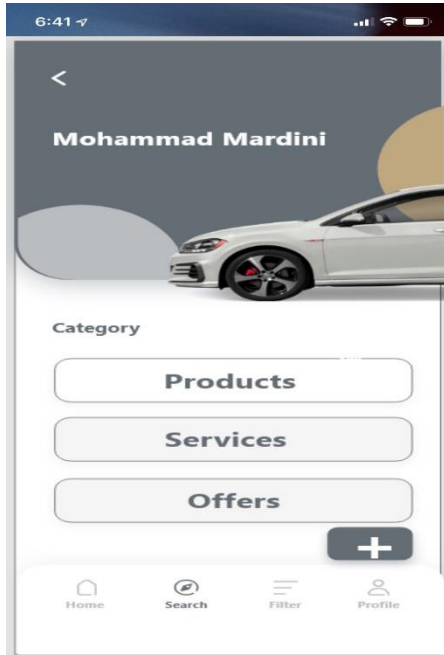 6:41
Mohammad Mardini
Category
Products
Services
Offers
+
Home Search Filter Profile